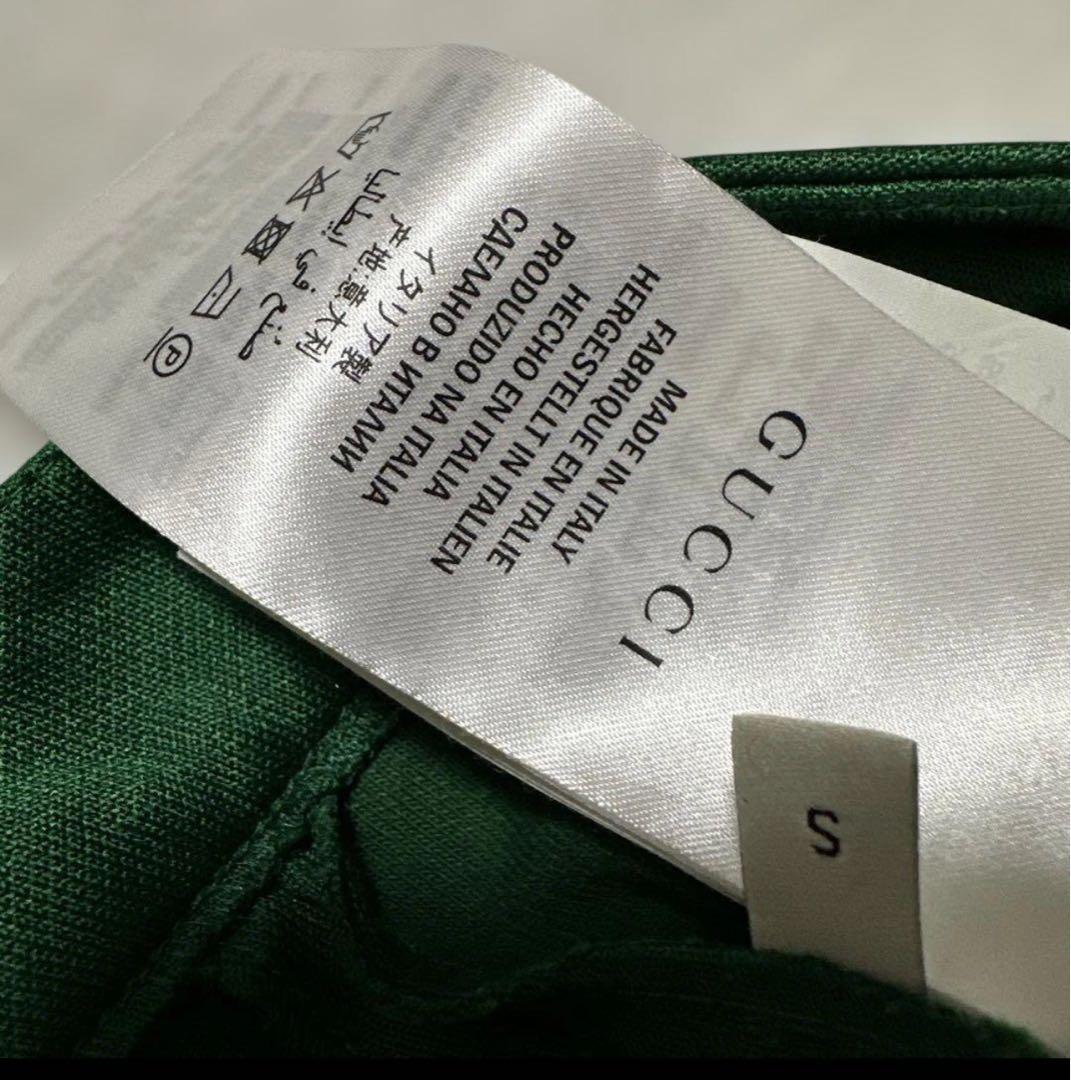 GUCCI
MADE IN ITALY
FABRIQUE EN ITALIE
HERGESTELLT IN ITALIEN
HECHO EN ITALIA
PRODUZIDO NA ITALIA
СДЕЛАНО В ИТАЛИИ
イタリア製
产地:意大利
صنع في إيطاليا
P
S